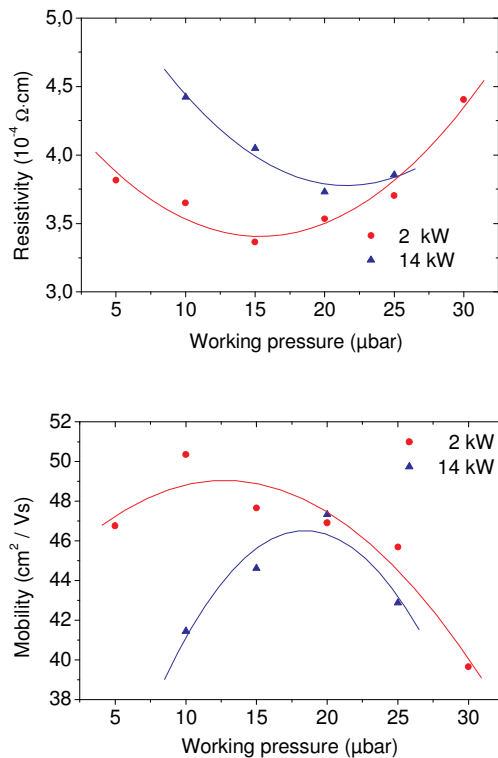 5,0
4,5
4,0
3,5
3,0
Resistivity (10⁻⁴ Ω·cm)
2 kW
14 kW
5 10 15 20 25 30
Working pressure (μbar)
52
50
48
46
44
42
40
38
Mobility (cm² / Vs)
2 kW
14 kW
5 10 15 20 25 30
Working pressure (μbar)